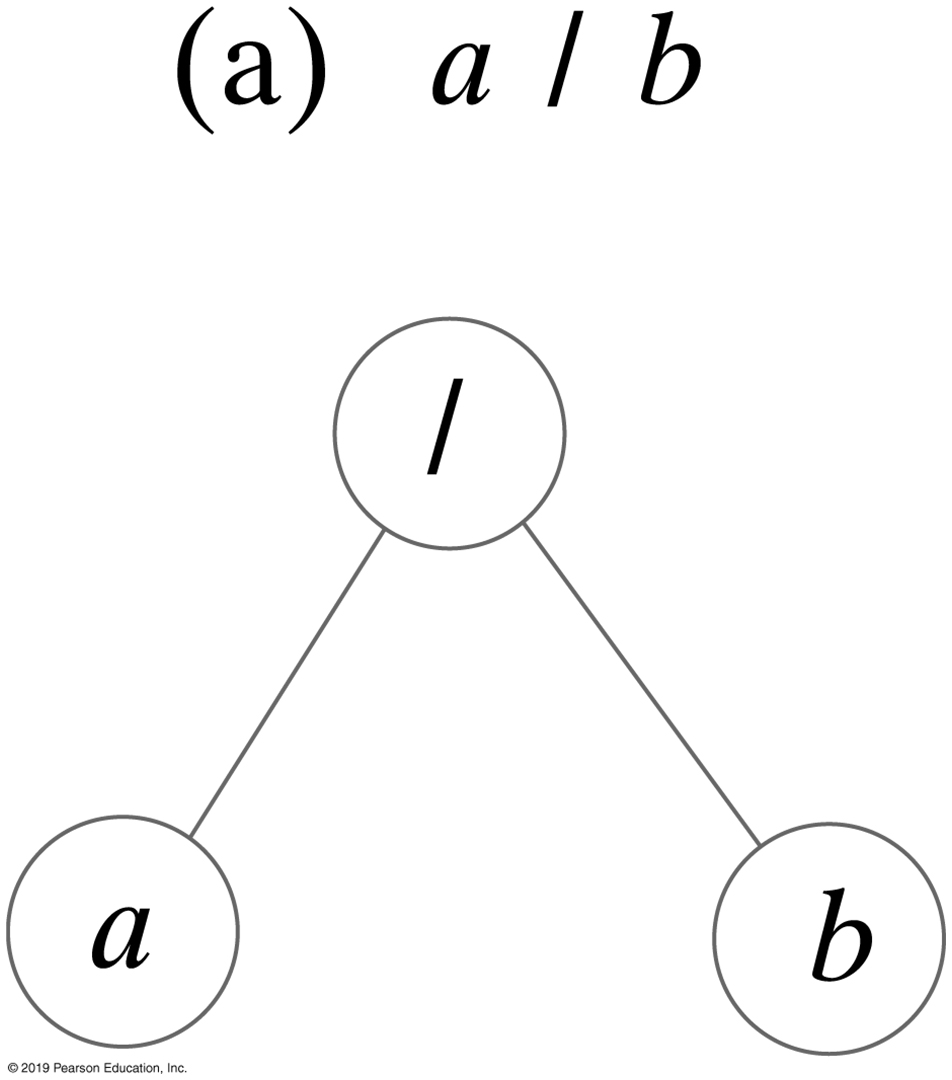 (a) a / b
/
a b
© 2019 Pearson Education, Inc.